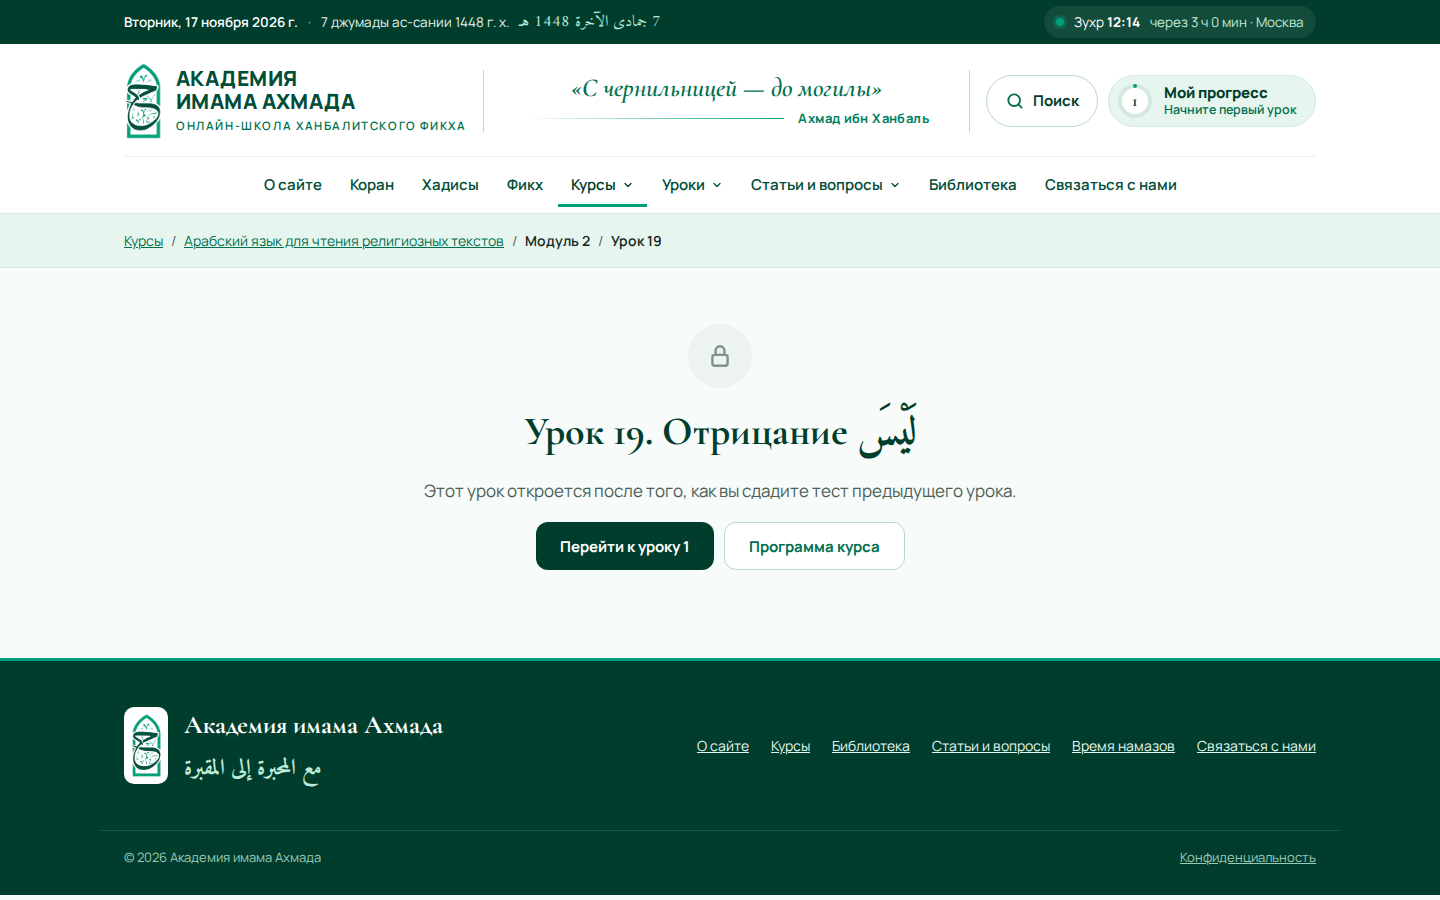 Вторник, 17 ноября 2026 г. · 7 джумады ас-сании 1448 г. х. 7 جمادى الآخرة 1448 هـ
Зухр 12:14 через 3 ч 0 мин · Москва
АКАДЕМИЯ
ИМАМА АХМАДА
ОНЛАЙН-ШКОЛА ХАНБАЛИТСКОГО ФИКХА
«С чернильницей — до могилы»
Ахмад ибн Ханбаль
Поиск
1
Мой прогресс
Начните первый урок
О сайте Коран Хадисы Фикх Курсы Уроки Статьи и вопросы Библиотека Связаться с нами
Курсы / Арабский язык для чтения религиозных текстов / Модуль 2 / Урок 19
Урок 19. Отрицание لَيْسَ
Этот урок откроется после того, как вы сдадите тест предыдущего урока.
Перейти к уроку 1
Программа курса
Академия имама Ахмада
مع المحبرة إلى المقبرة
О сайте Курсы Библиотека Статьи и вопросы Время намазов Связаться с нами
© 2026 Академия имама Ахмада
Конфиденциальность